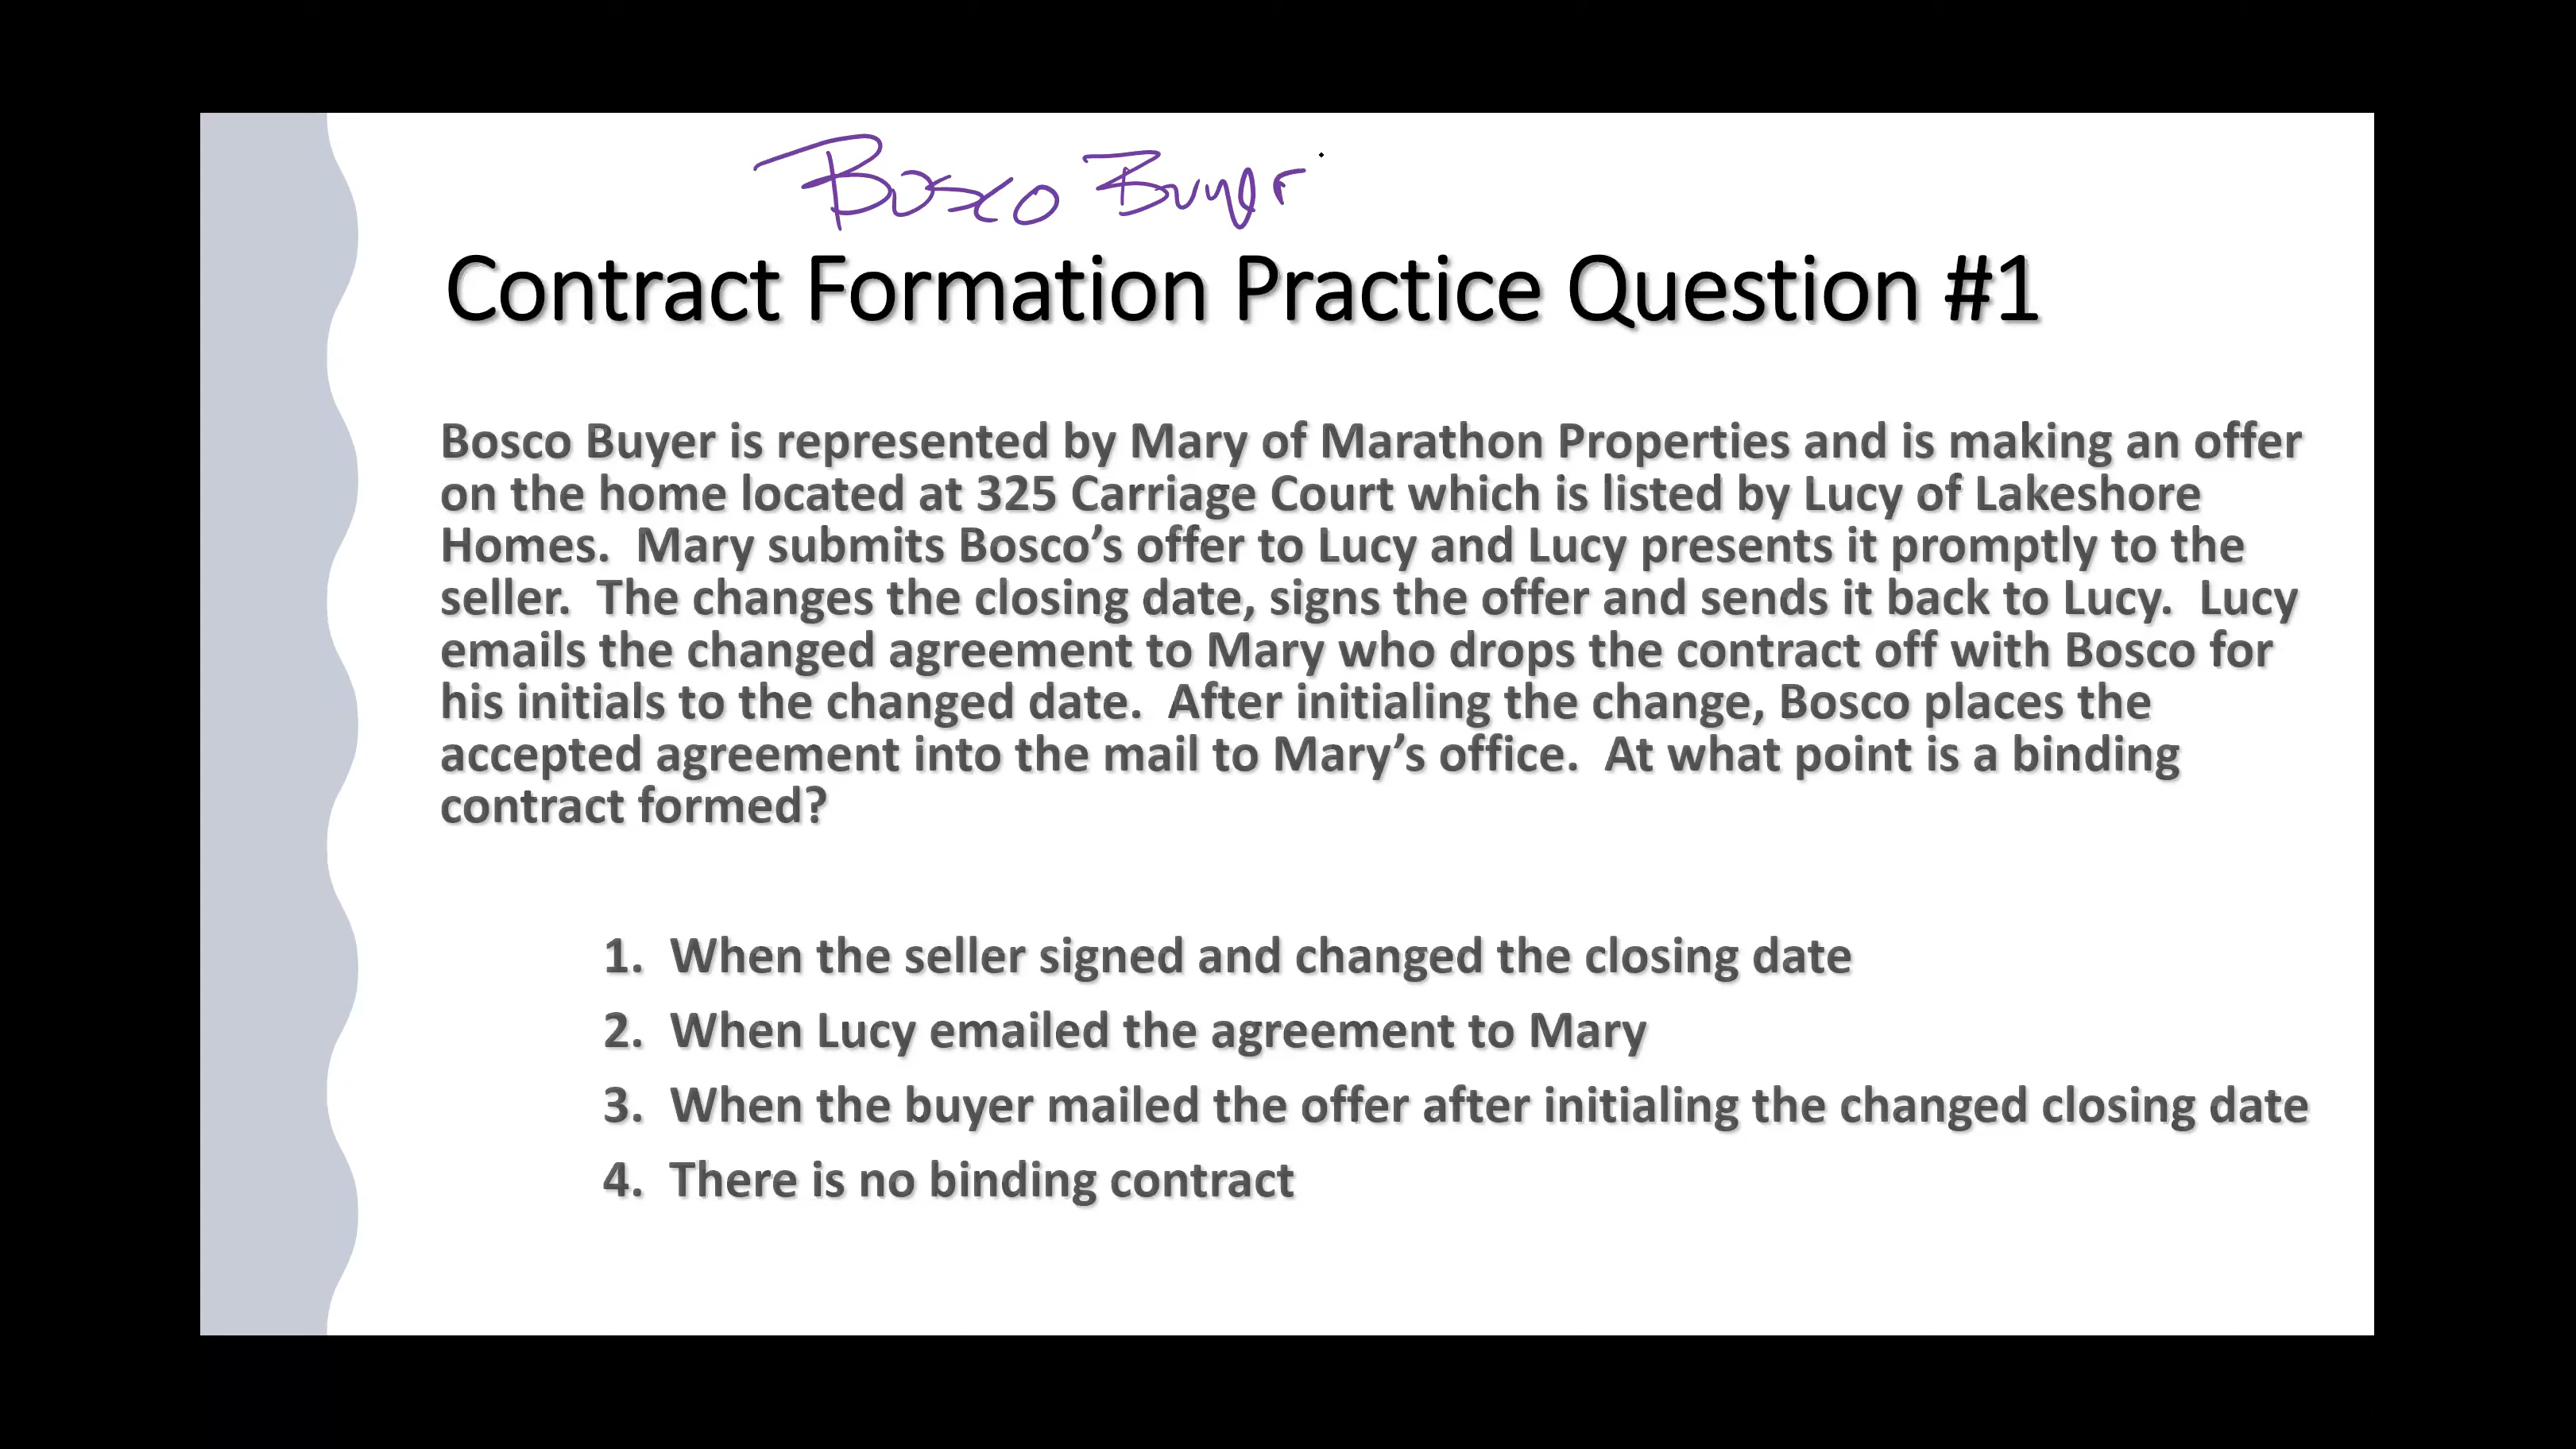 Bosco Buyer
Contract Formation Practice Question #1
Bosco Buyer is represented by Mary of Marathon Properties and is making an offer
on the home located at 325 Carriage Court which is listed by Lucy of Lakeshore
Homes.  Mary submits Bosco’s offer to Lucy and Lucy presents it promptly to the
seller.  The changes the closing date, signs the offer and sends it back to Lucy.  Lucy
emails the changed agreement to Mary who drops the contract off with Bosco for
his initials to the changed date.  After initialing the change, Bosco places the
accepted agreement into the mail to Mary’s office.  At what point is a binding
contract formed?
1. When the seller signed and changed the closing date
2. When Lucy emailed the agreement to Mary
3. When the buyer mailed the offer after initialing the changed closing date
4. There is no binding contract